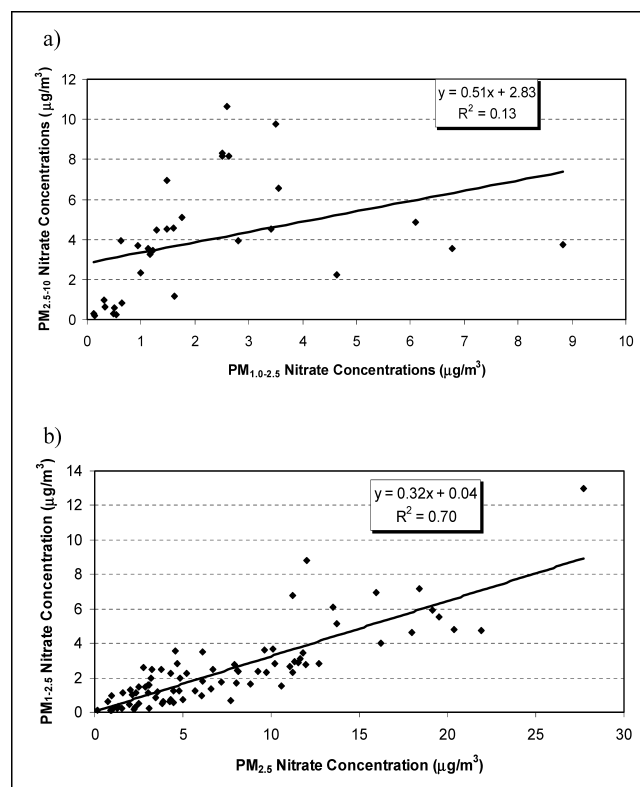 a)
PM2.5-10 Nitrate Concentrations (μg/m3)
12
10
8
6
4
2
0
y = 0.51x + 2.83
R2 = 0.13
0 1 2 3 4 5 6 7 8 9 10
PM1.0-2.5 Nitrate Concentrations (μg/m3)
b)
PM1-2.5 Nitrate Concentration (μg/m3)
14
12
10
8
6
4
2
0
y = 0.32x + 0.04
R2 = 0.70
0 5 10 15 20 25 30
PM2.5 Nitrate Concentration (μg/m3)